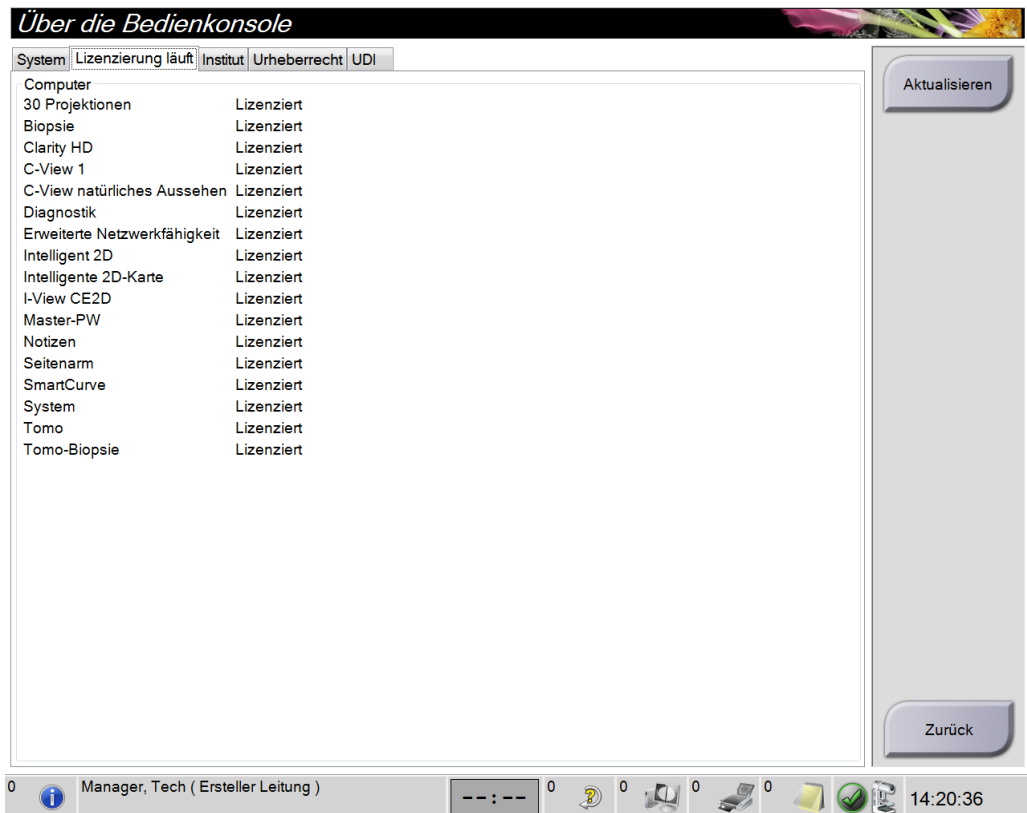 Über die Bedienkonsole
System Lizenzierung läuft Institut Urheberrecht UDI
Aktualisieren
Computer
30 Projektionen Lizenziert
Biopsie Lizenziert
Clarity HD Lizenziert
C-View 1 Lizenziert
C-View natürliches Aussehen Lizenziert
Diagnostik Lizenziert
Erweiterte Netzwerkfähigkeit Lizenziert
Intelligent 2D Lizenziert
Intelligente 2D-Karte Lizenziert
I-View CE2D Lizenziert
Master-PW Lizenziert
Notizen Lizenziert
Seitenarm Lizenziert
SmartCurve Lizenziert
System Lizenziert
Tomo Lizenziert
Tomo-Biopsie Lizenziert
Zurück
0 Manager, Tech ( Ersteller Leitung ) --:-- 0 0 0 0 14:20:36